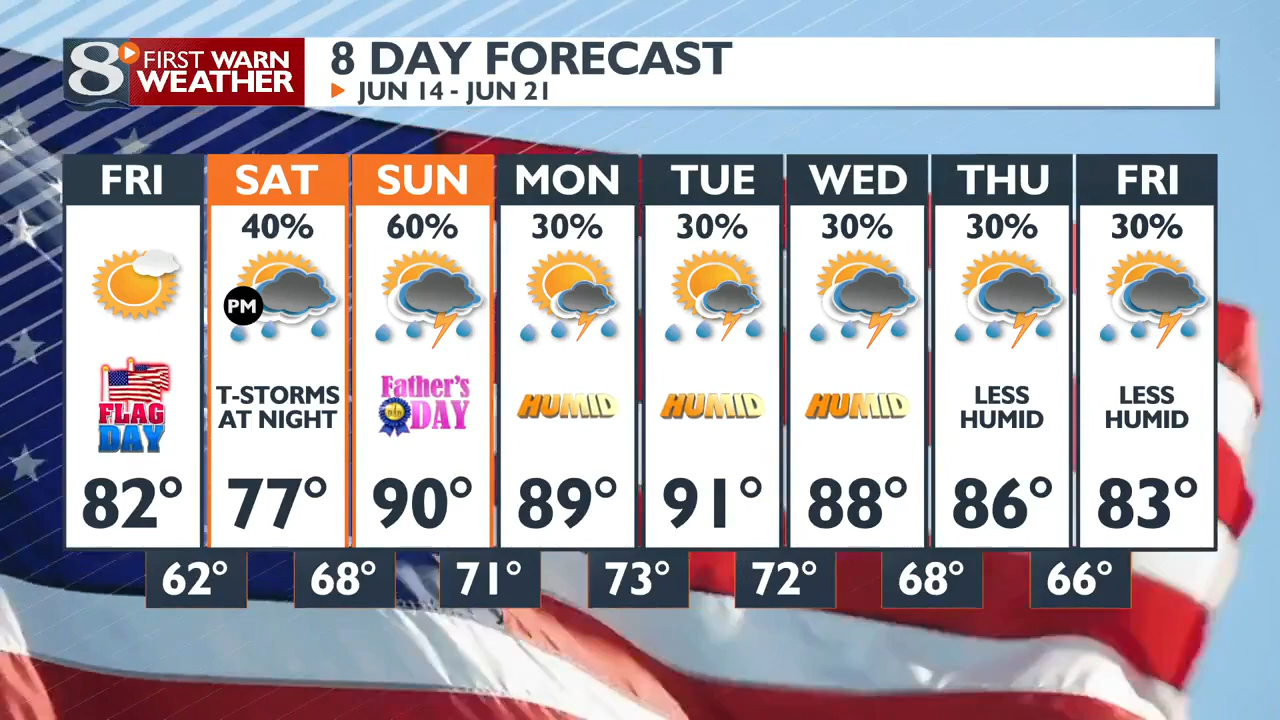 8 FIRST WARN
WEATHER
8 DAY FORECAST
JUN 14 - JUN 21
FRI
SAT
SUN
MON
TUE
WED
THU
FRI
40%
60%
30%
30%
30%
30%
30%
PM
FLAG
DAY
T-STORMS
AT NIGHT
Father's
DAY
HUMID
HUMID
HUMID
LESS
HUMID
LESS
HUMID
82°
77°
90°
89°
91°
88°
86°
83°
62°
68°
71°
73°
72°
68°
66°